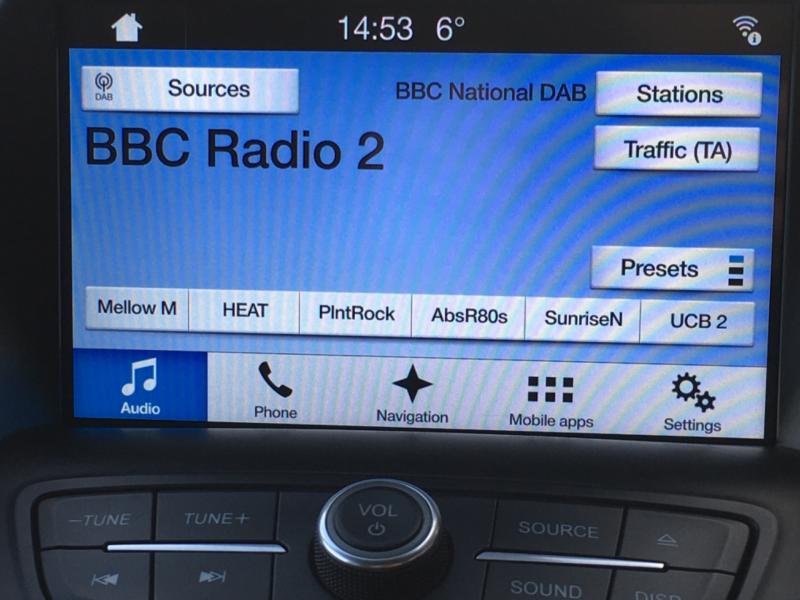 14:53 6°
DAB
Sources
BBC National DAB
Stations
BBC Radio 2
Traffic (TA)
Presets
Mellow M
HEAT
PlntRock
AbsR80s
SunriseN
UCB 2
Audio
Phone
Navigation
Mobile apps
Settings
–TUNE
TUNE+
VOL
SOURCE
SOUND
DISP